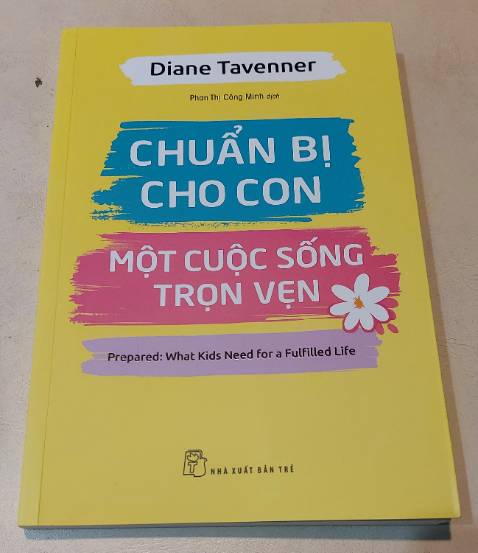 Diane Tavenner
Phan Thị Công Minh dịch
CHUẨN BỊ
CHO CON
MỘT CUỘC SỐNG
TRỌN VẸN
Prepared: What Kids Need for a Fulfilled Life
NHÀ XUẤT BẢN TRẺ